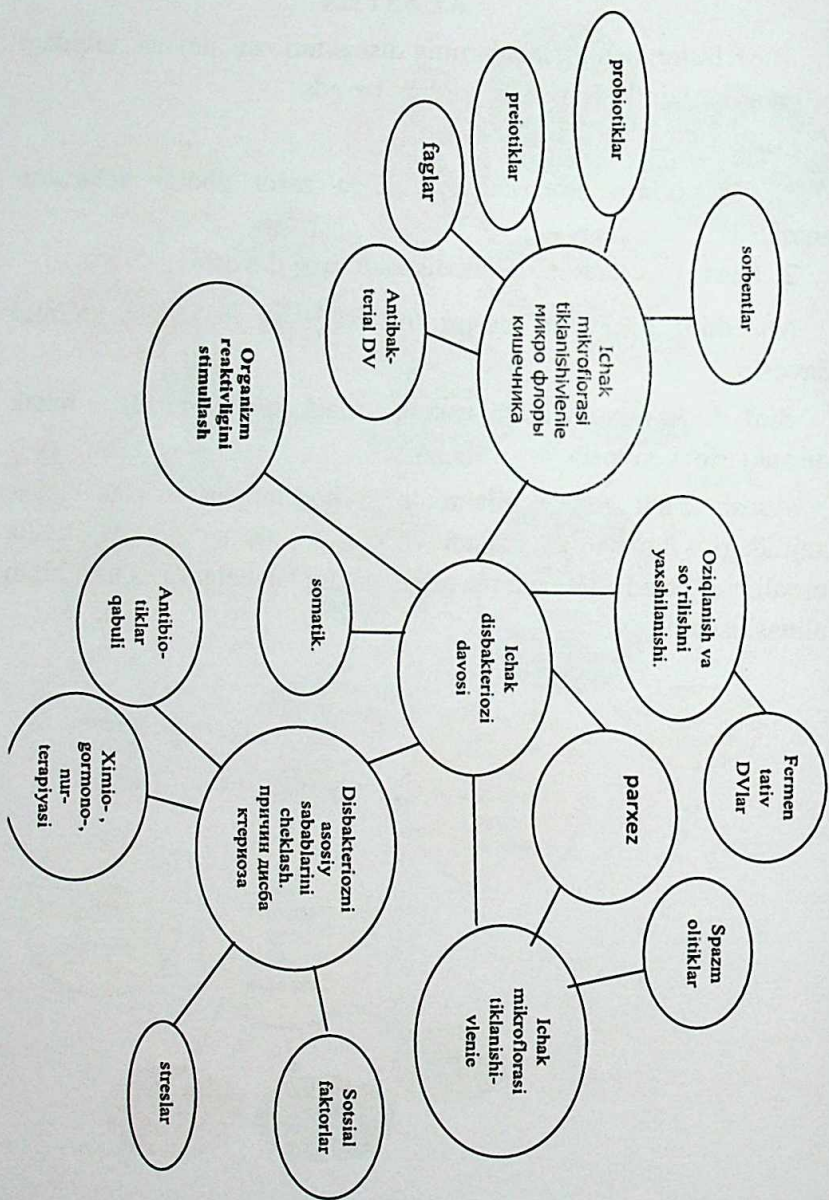 probiotiklar
preiotiklar
faglar
Antibak-
terial DV
sorbentlar
Ichak
mikrofiorasi
tiklanishivlenie
микро флоры
кишечника
Organizm
reaktivligini
stimullash
somatik.
Antibio-
tiklar
qabuli
Ximio- ,
gormono-,
nur-
terapiyasi
Ichak
disbakteriozi
davosi
Oziqlanish va
so'rilishni
yaxshilanishi.
Fermen
tativ
DVlar
parxez
Disbakteriozni
asosiy
sabablarini
cheklash.
причин дисба
ктериоза
Spazm
olitiklar
Ichak
mikroflorasi
tiklanishi-
vlenie
Sotsial
faktorlar
streslar